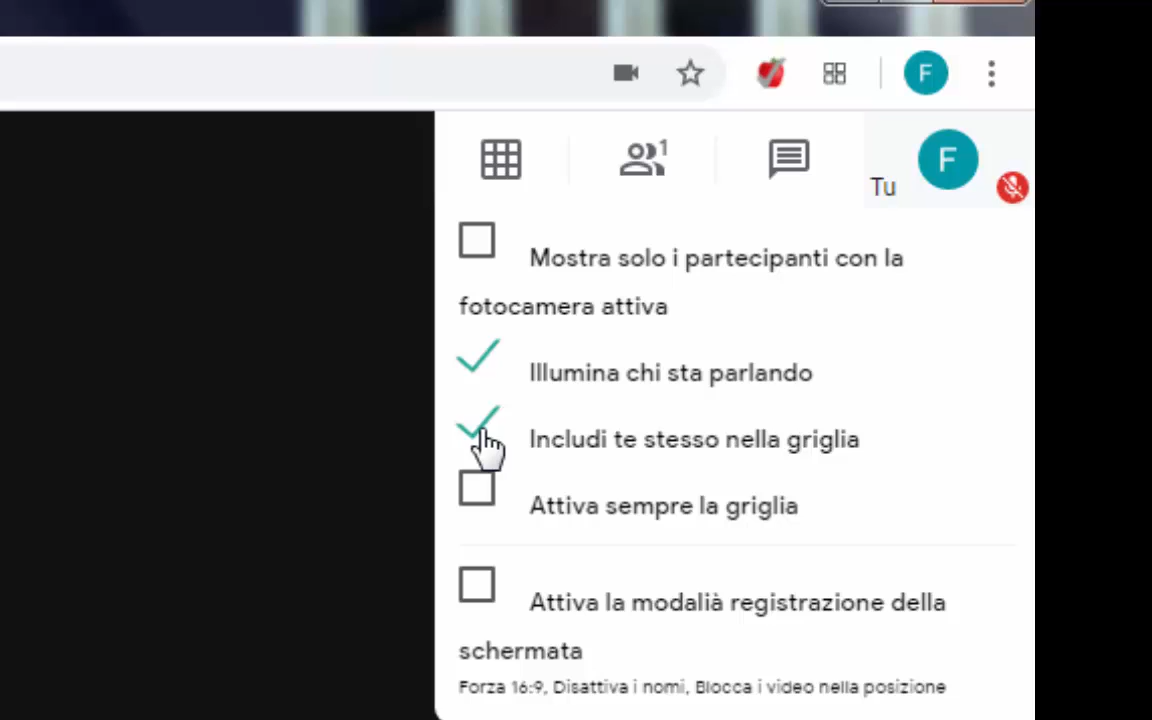 F
1
F
Tu
Mostra solo i partecipanti con la
fotocamera attiva
Illumina chi sta parlando
Includi te stesso nella griglia
Attiva sempre la griglia
Attiva la modalià registrazione della
schermata
Forza 16:9, Disattiva i nomi, Blocca i video nella posizione